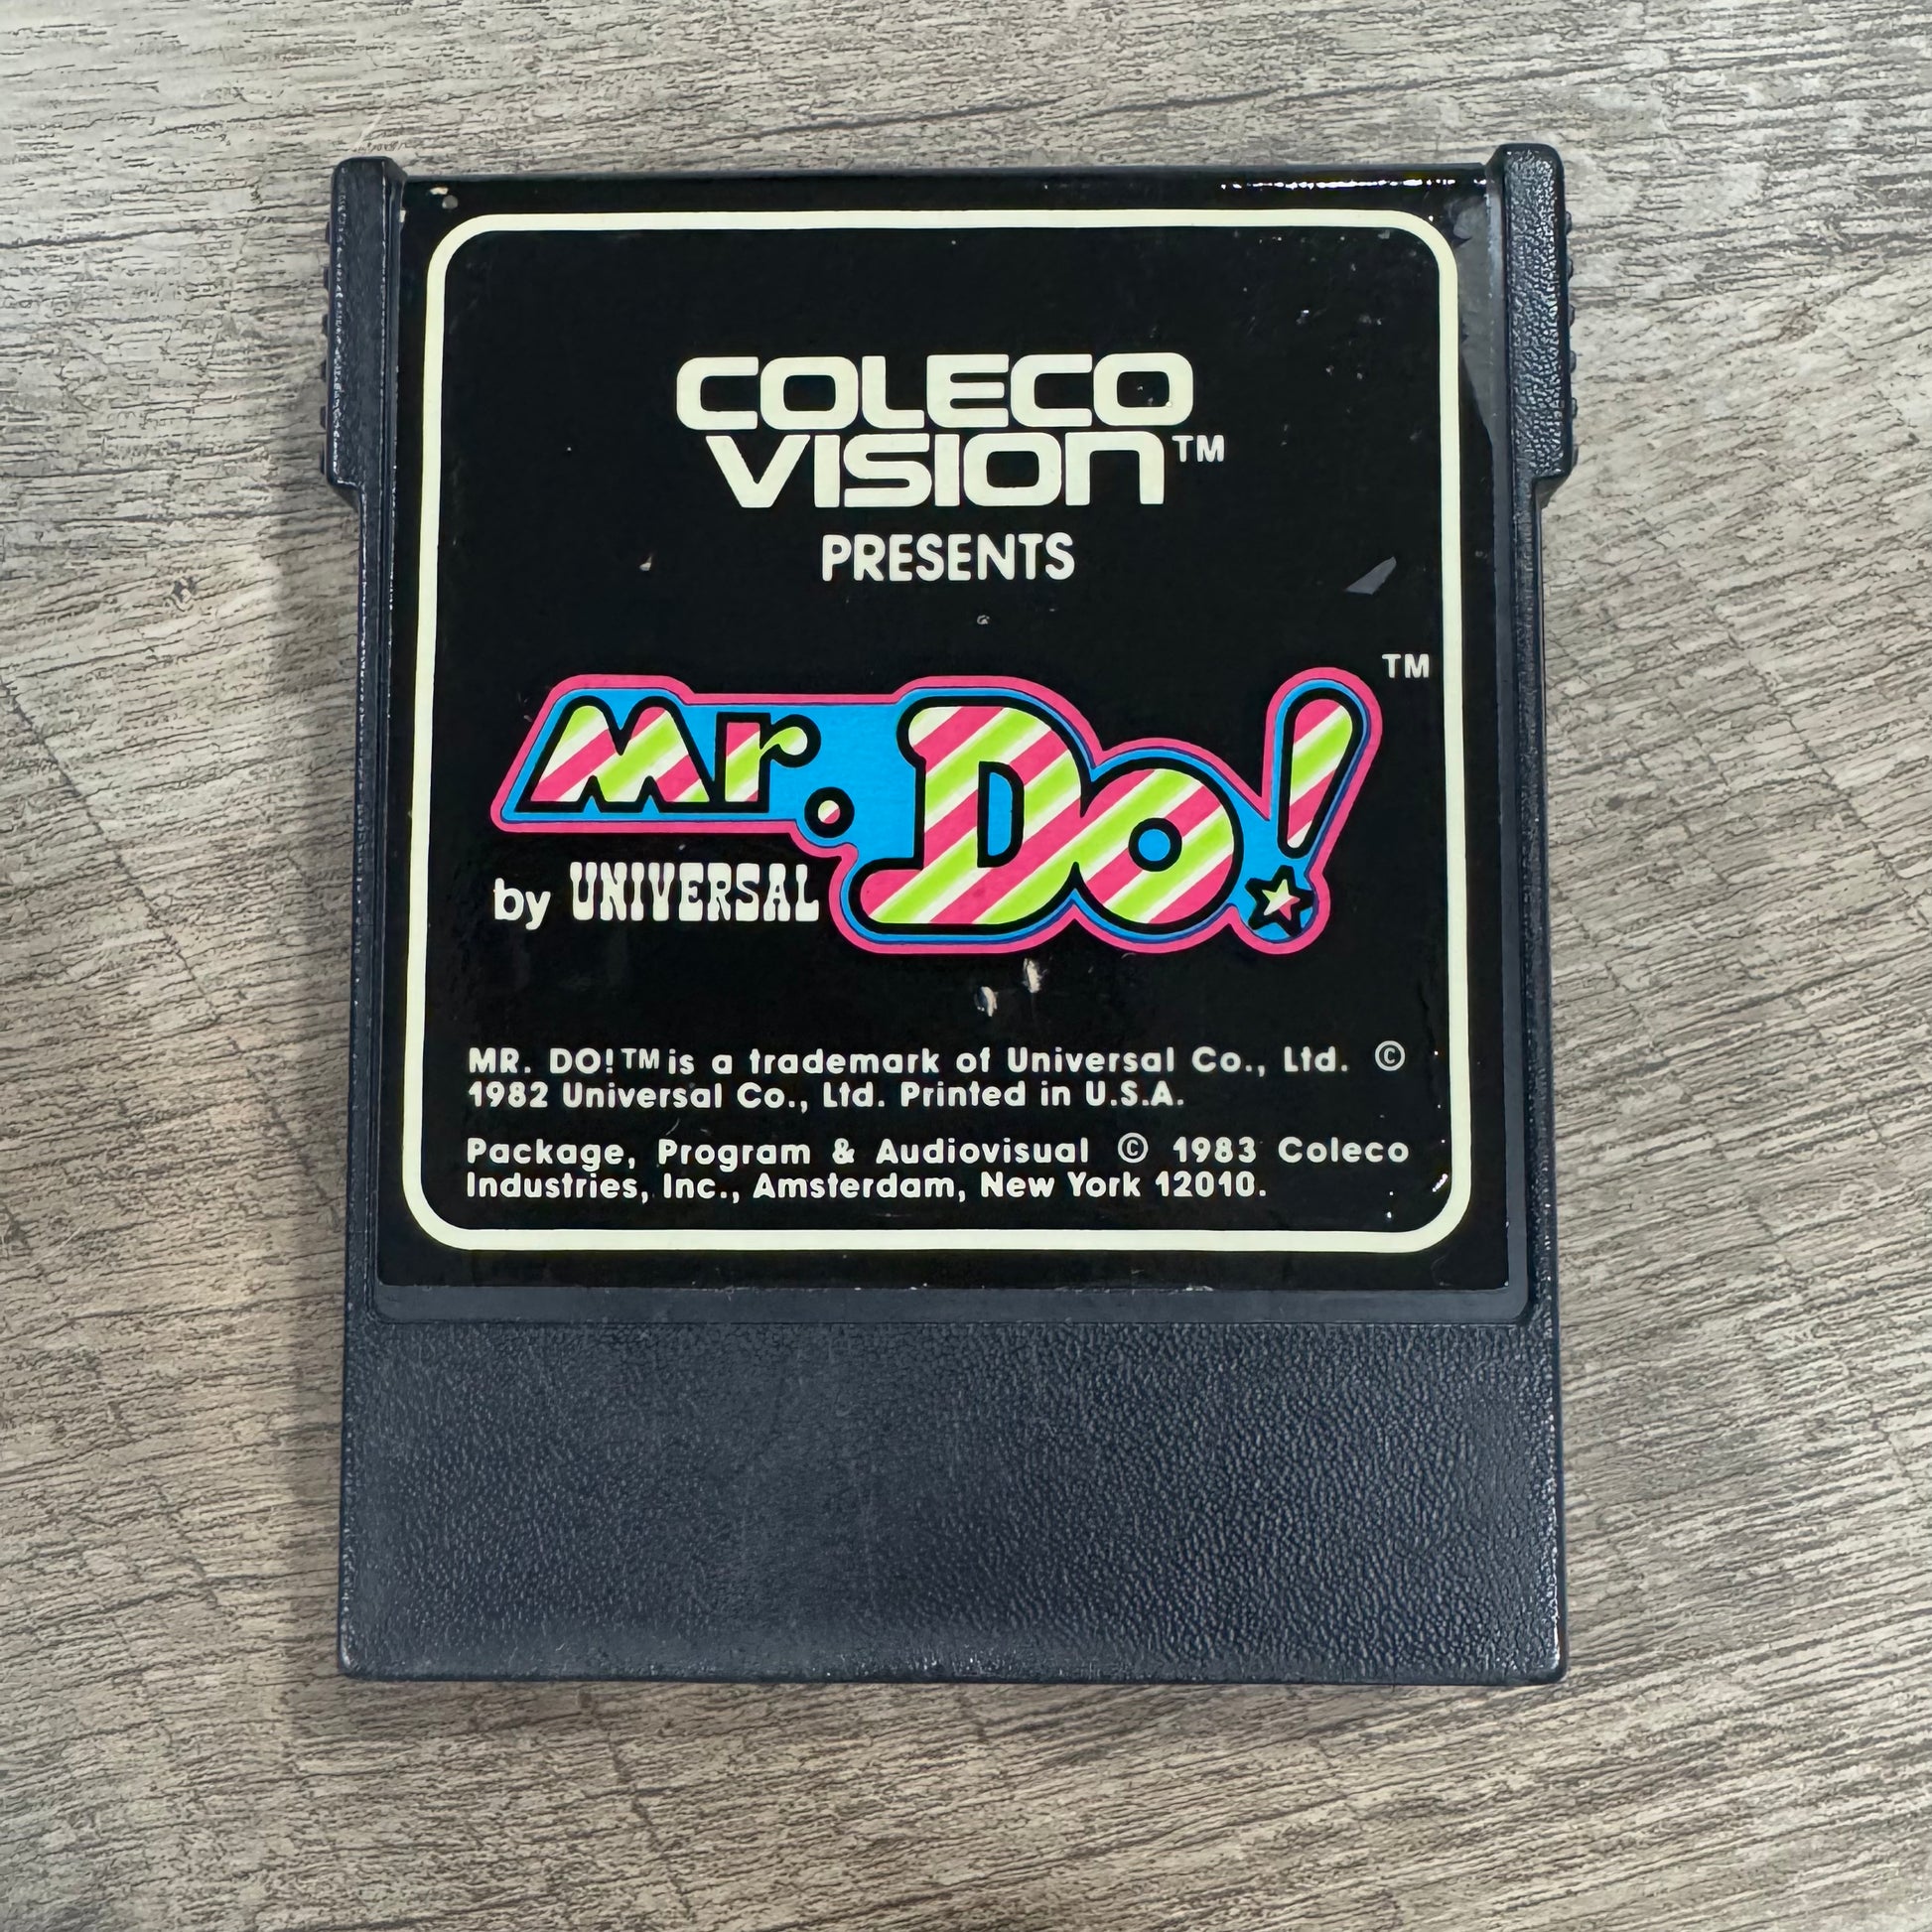 COLECO
VISION™
PRESENTS
Mr. Do!™
by UNIVERSAL
MR. DO!™ is a trademark of Universal Co., Ltd. ©
1982 Universal Co., Ltd. Printed in U.S.A.
Package, Program & Audiovisual © 1983 Coleco
Industries, Inc., Amsterdam, New York 12010.